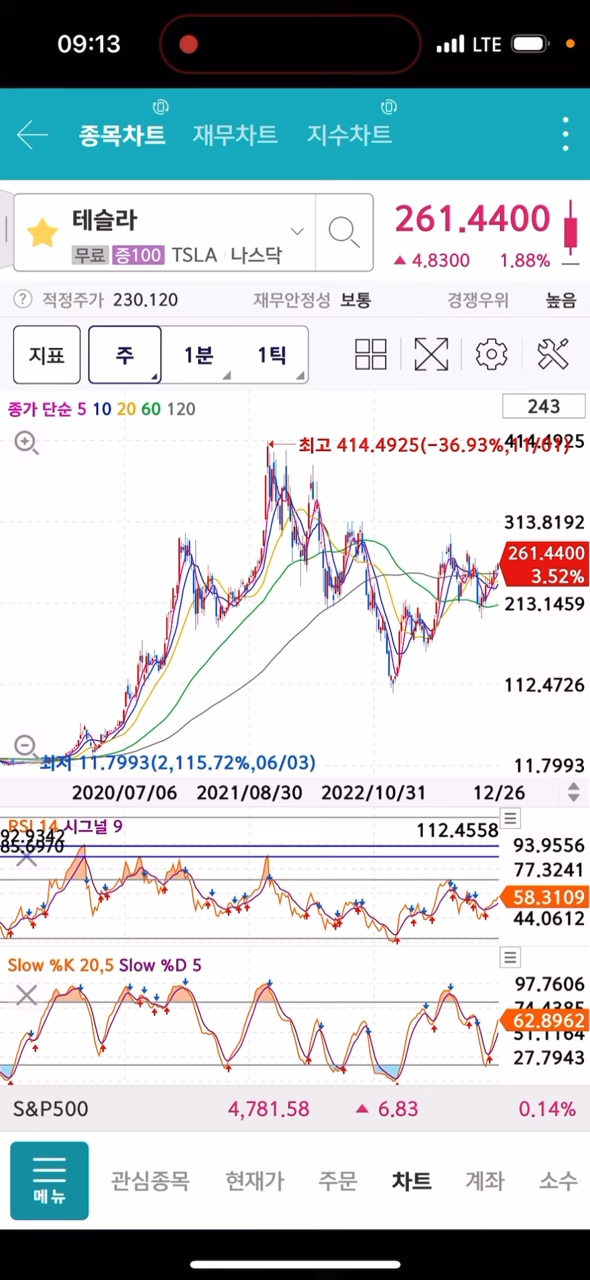 09:13
LTE
종목차트 재무차트 지수차트
테슬라
무료 증100 TSLA 나스닥
261.4400
4.8300 1.88%
? 적정주가 230.120 재무안정성 보통 경쟁우위 높음
지표 주 1분 1틱
종가 단순 5 10 20 60 120
243
최고 414.4925(-36.93%,11/01)
414.4925
313.8192
261.4400
3.52%
213.1459
112.4726
최저 11.7993(2,115.72%,06/03)
11.7993
2020/07/06 2021/08/30 2022/10/31 12/26
RSI 14 시그널 9
92.9342
85.6970
112.4558
93.9556
77.3241
58.3109
44.0612
Slow %K 20,5 Slow %D 5
97.7606
74.4385
62.8962
51.1164
27.7943
S&P500 4,781.58 6.83 0.14%
메뉴 관심종목 현재가 주문 차트 계좌 소수